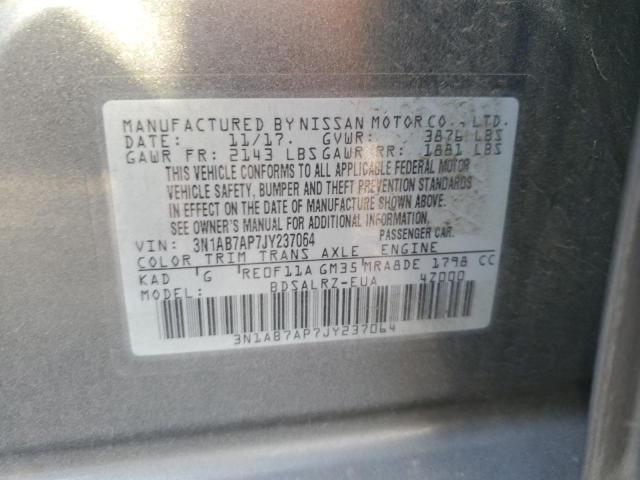 MANUFACTURED BY NISSAN MOTOR CO., LTD.
DATE: 11/17. GVWR: 3876 LBS
GAWR FR: 2143 LBS GAWR RR: 1881 LBS
THIS VEHICLE CONFORMS TO ALL APPLICABLE FEDERAL MOTOR
VEHICLE SAFETY, BUMPER AND THEFT PREVENTION STANDARDS
IN EFFECT ON THE DATE OF MANUFACTURE SHOWN ABOVE.
SEE OWNER'S MANUAL FOR ADDITIONAL INFORMATION.
VIN: 3N1AB7AP7JY237064 PASSENGER CAR.
COLOR TRIM TRANS AXLE ENGINE
KAD G RE0F11A GM35 MRA8DE 1798 CC
MODEL: BDSALRZ-EUA 4Z000
3N1AB7AP7JY237064